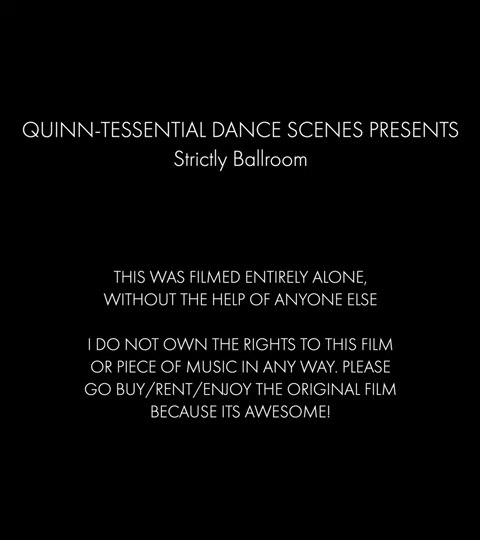 QUINN-TESSENTIAL DANCE SCENES PRESENTS
Strictly Ballroom
THIS WAS FILMED ENTIRELY ALONE,
WITHOUT THE HELP OF ANYONE ELSE
I DO NOT OWN THE RIGHTS TO THIS FILM
OR PIECE OF MUSIC IN ANY WAY. PLEASE
GO BUY/RENT/ENJOY THE ORIGINAL FILM
BECAUSE ITS AWESOME!